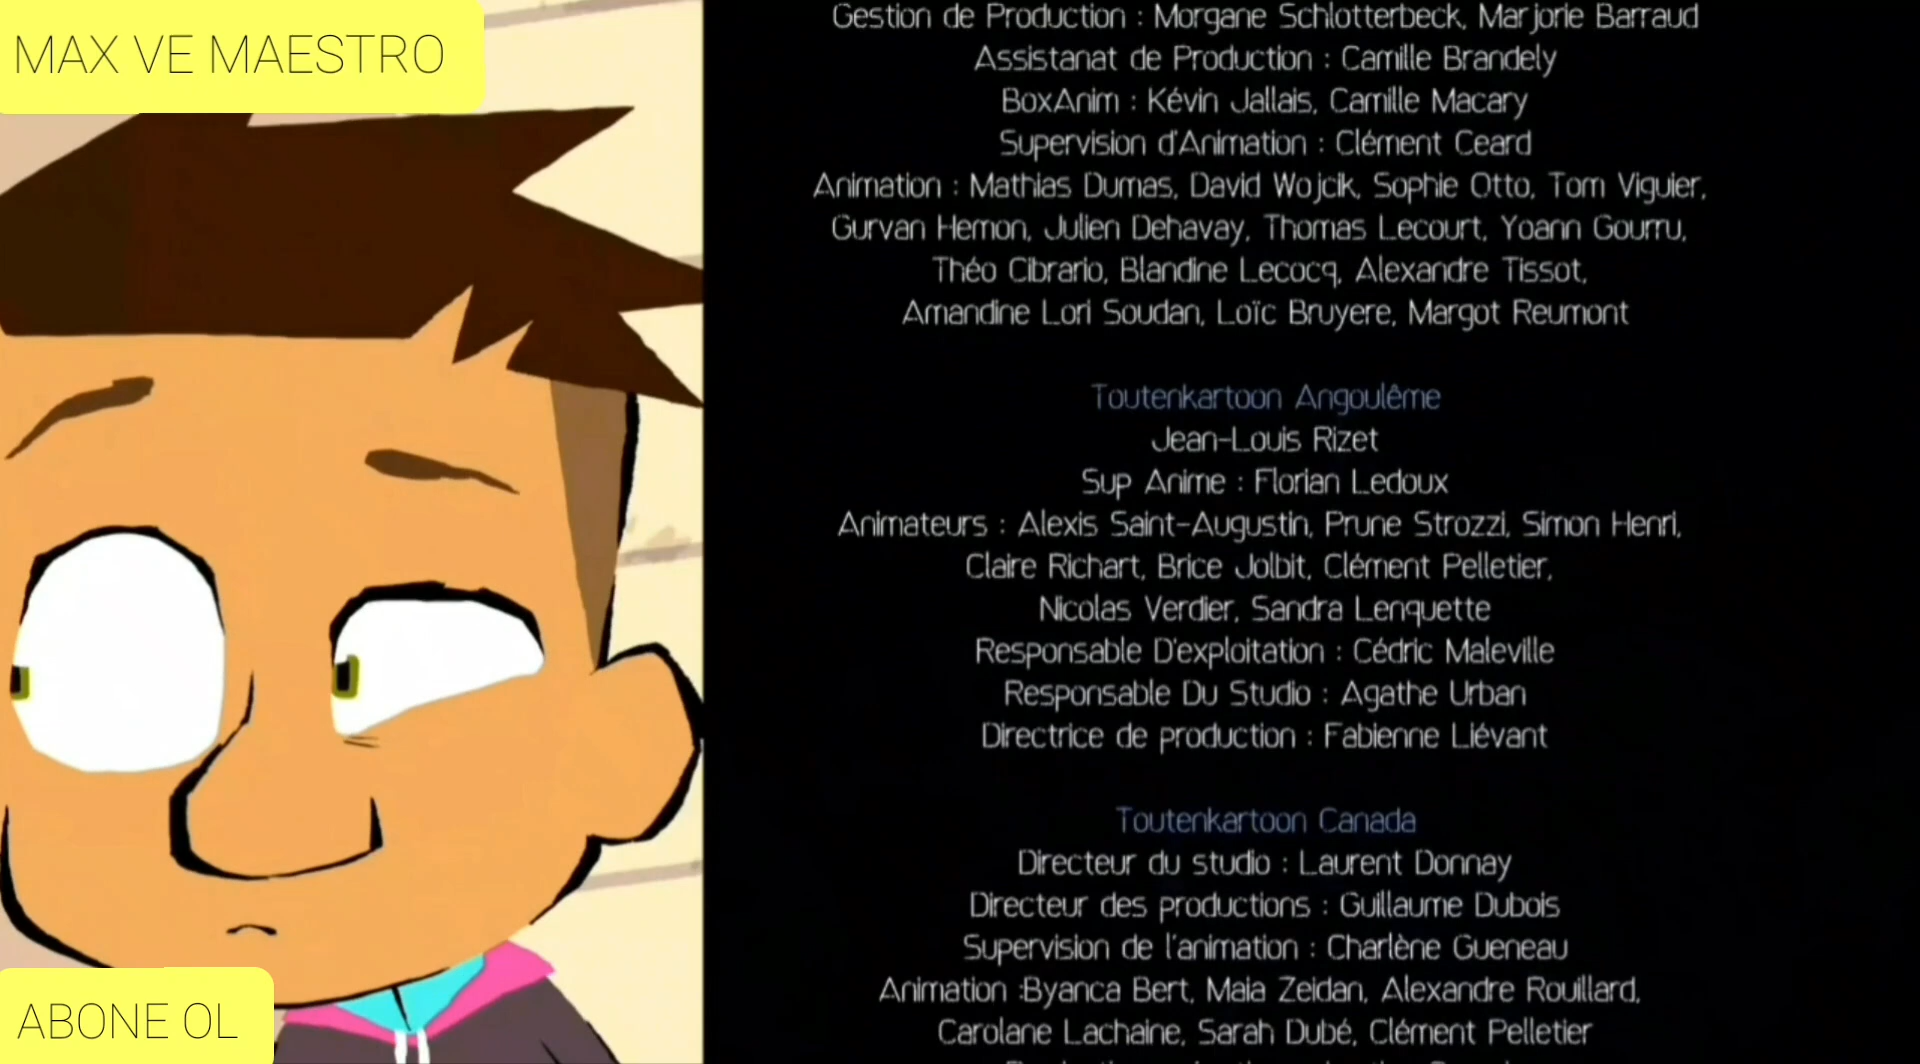 MAX VE MAESTRO
Gestion de Production : Morgane Schlotterbeck, Marjorie Barraud
Assistanat de Production : Camille Brandely
BoxAnim : Kévin Jallais, Camille Macary
Supervision d'Animation : Clément Ceard
Animation : Mathias Dumas, David Wojcik, Sophie Otto, Tom Viguier,
Gurvan Hemon, Julien Dehavay, Thomas Lecourt, Yoann Gourru,
Théo Cibrario, Blandine Lecocq, Alexandre Tissot,
Amandine Lori Soudan, Loïc Bruyere, Margot Reumont
Toutenkartoon Angoulême
Jean-Louis Rizet
Sup Anime : Florian Ledoux
Animateurs : Alexis Saint-Augustin, Prune Strozzi, Simon Henri,
Claire Richart, Brice Jolbit, Clément Pelletier,
Nicolas Verdier, Sandra Lenquette
Responsable D'exploitation : Cédric Maleville
Responsable Du Studio : Agathe Urban
Directrice de production : Fabienne Liévant
Toutenkartoon Canada
Directeur du studio : Laurent Donnay
Directeur des productions : Guillaume Dubois
Supervision de l'animation : Charlène Gueneau
Animation :Byanca Bert, Maia Zeidan, Alexandre Rouillard,
Carolane Lachaine, Sarah Dubé, Clément Pelletier
ABONE OL